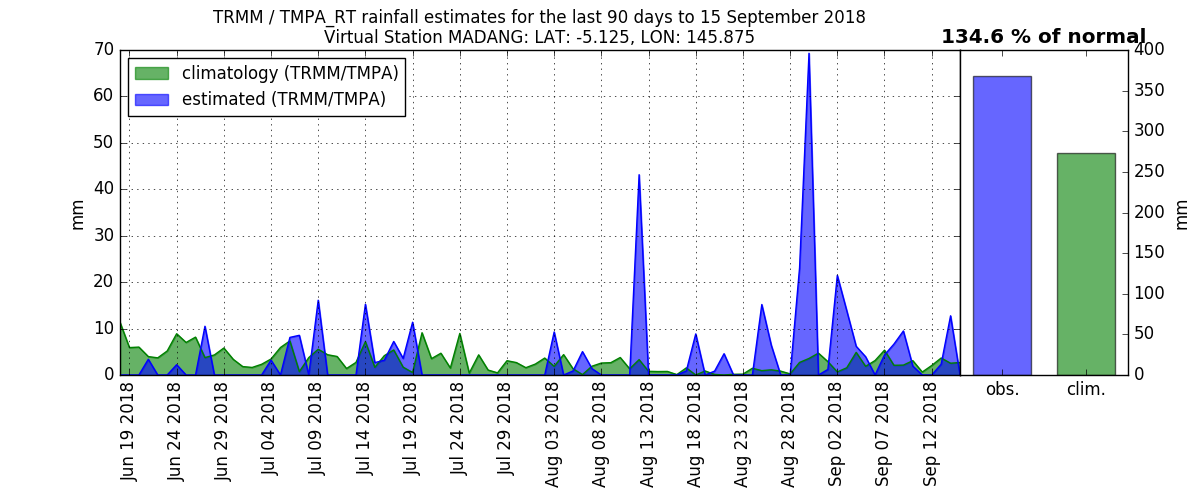 TRMM / TMPA_RT rainfall estimates for the last 90 days to 15 September 2018
Virtual Station MADANG: LAT: -5.125, LON: 145.875
134.6 % of normal
climatology (TRMM/TMPA)
estimated (TRMM/TMPA)
70
60
50
40
30
20
10
0
mm
Jun 19 2018
Jun 24 2018
Jun 29 2018
Jul 04 2018
Jul 09 2018
Jul 14 2018
Jul 19 2018
Jul 24 2018
Jul 29 2018
Aug 03 2018
Aug 08 2018
Aug 13 2018
Aug 18 2018
Aug 23 2018
Aug 28 2018
Sep 02 2018
Sep 07 2018
Sep 12 2018
400
350
300
250
200
150
100
50
0
mm
obs.
clim.